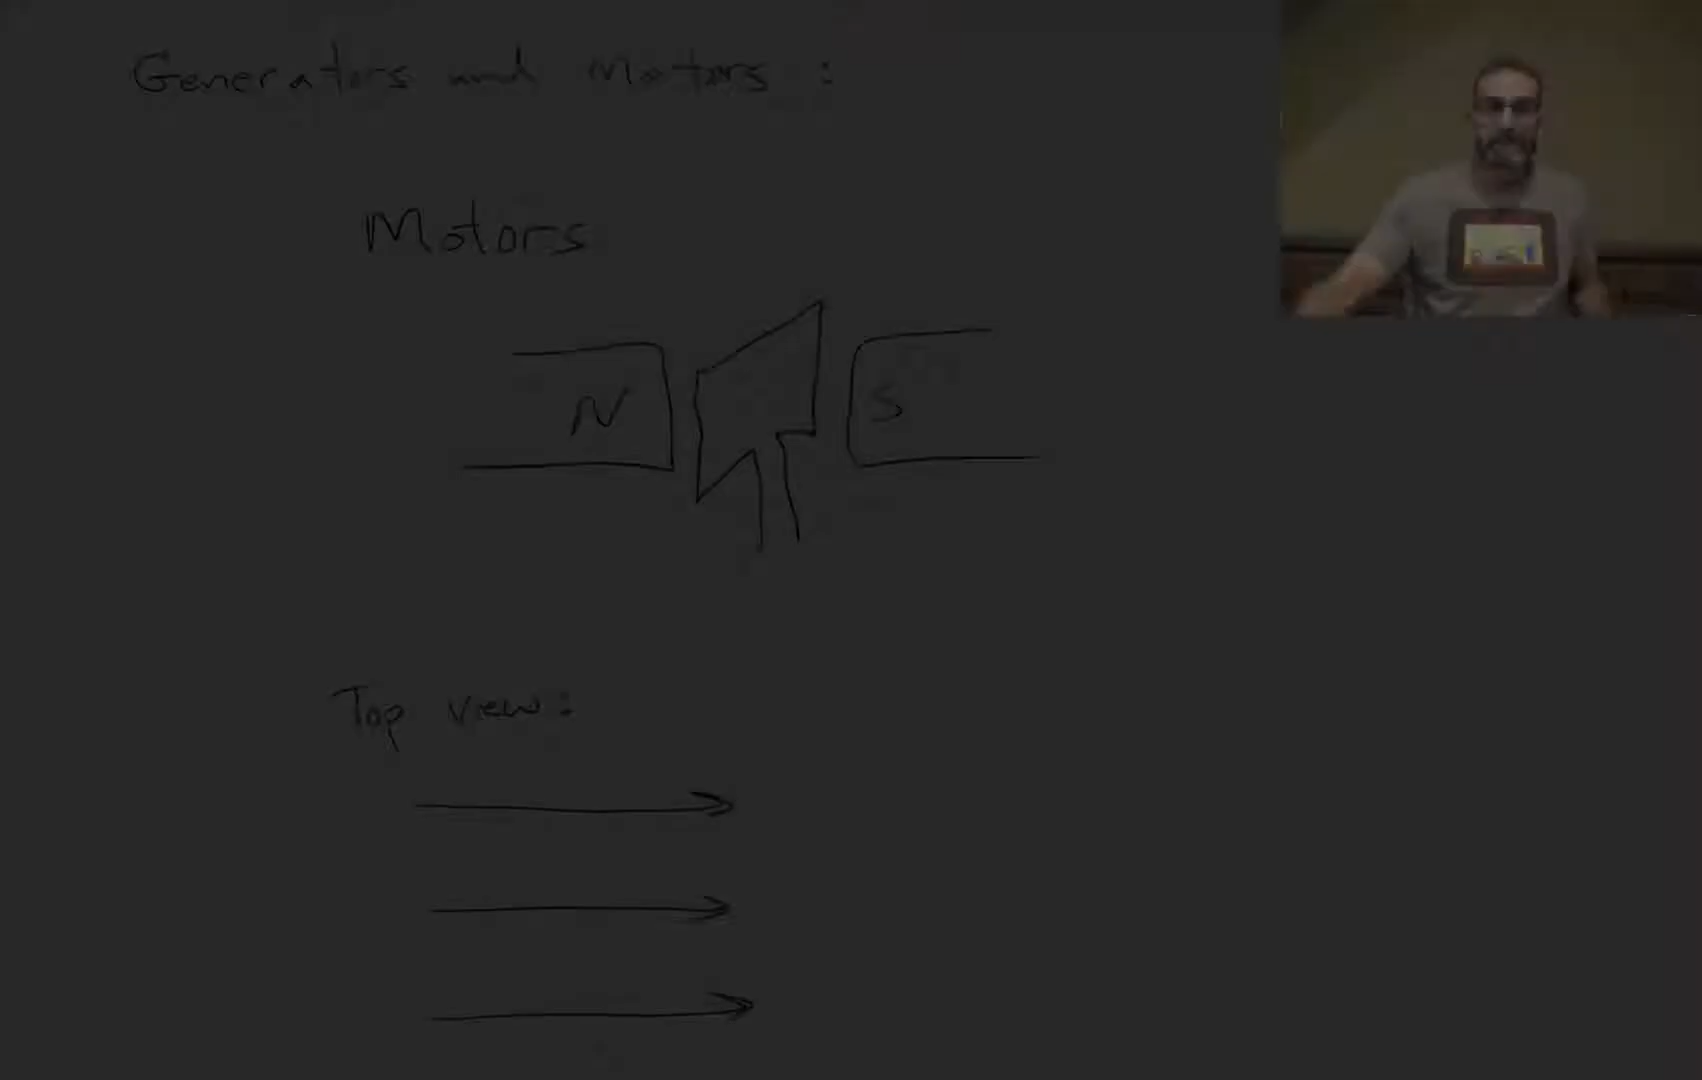 Generators and Motors :
Motors
N
S
Top view: